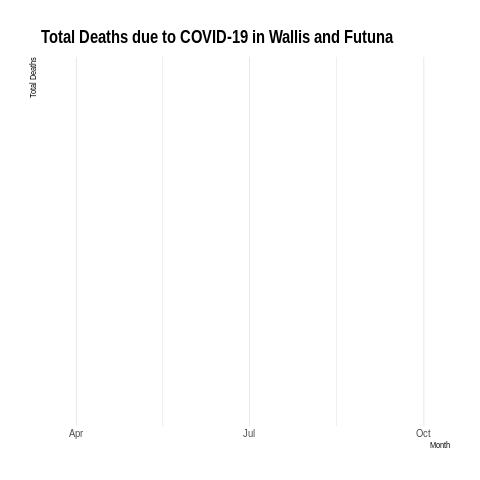 Total Deaths due to COVID-19 in Wallis and Futuna
Total Deaths
Apr
Jul
Oct
Month